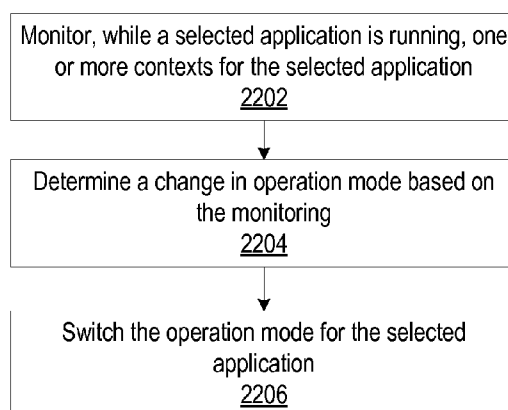 Monitor, while a selected application is running, one
or more contexts for the selected application
2202
Determine a change in operation mode based on
the monitoring
2204
Switch the operation mode for the selected
application
2206